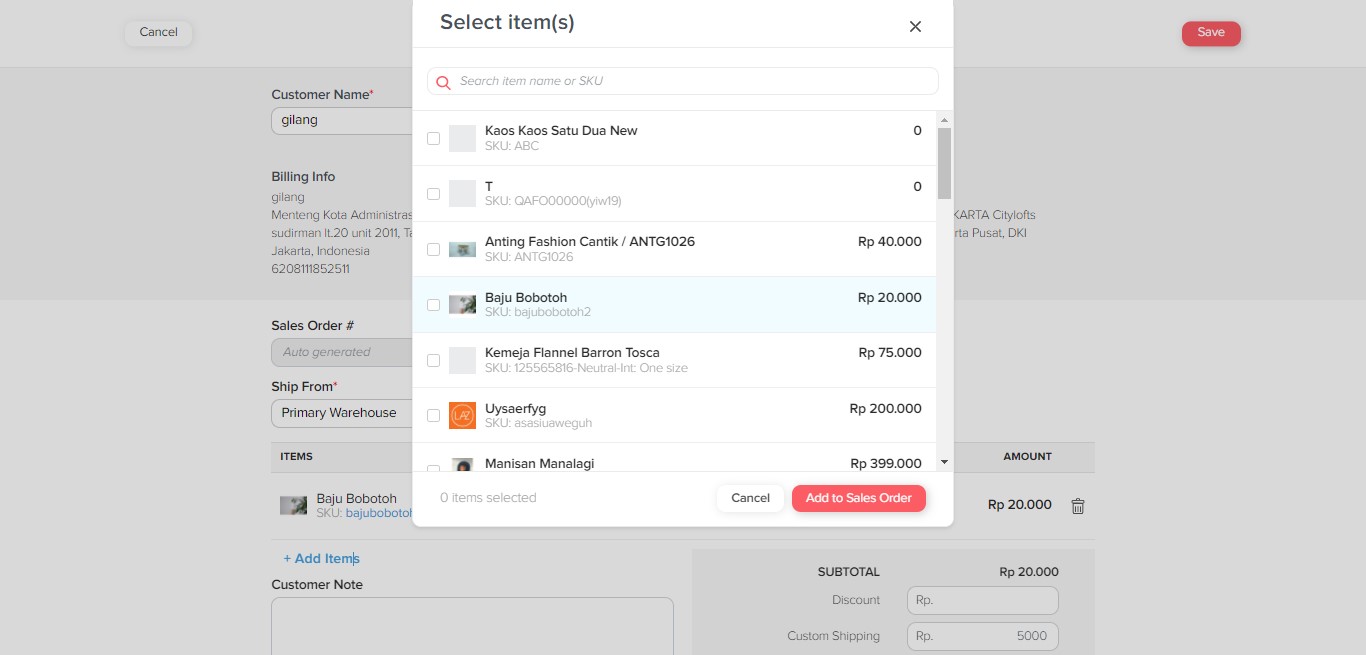 Select item(s)
Cancel
Save
Search item name or SKU
Customer Name*
gilang
Kaos Kaos Satu Dua New
0
SKU: ABC
Billing Info
T
0
gilang
SKU: QAFO00000(yiw19)
Menteng Kota Administras
KARTA Citylofts
sudirman lt.20 unit 2011, Ta
rta Pusat, DKI
Jakarta, Indonesia
6208111852511
Anting Fashion Cantik / ANTG1026
Rp 40.000
SKU: ANTG1026
Baju Bobotoh
Rp 20.000
SKU: bajubobotoh2
Sales Order #
Auto generated
Kemeja Flannel Barron Tosca
Rp 75.000
SKU: 125565816-Neutral-Int: One size
Ship From*
Primary Warehouse
Uysaerfyg
Rp 200.000
SKU: asasiuaweguh
ITEMS
AMOUNT
Manisan Manalagi
Rp 399.000
Baju Bobotoh
SKU: bajuboboto
Rp 20.000
0 items selected
Cancel
Add to Sales Order
+ Add Items
Customer Note
SUBTOTAL
Rp 20.000
Discount
Rp.
Custom Shipping
Rp.
5000